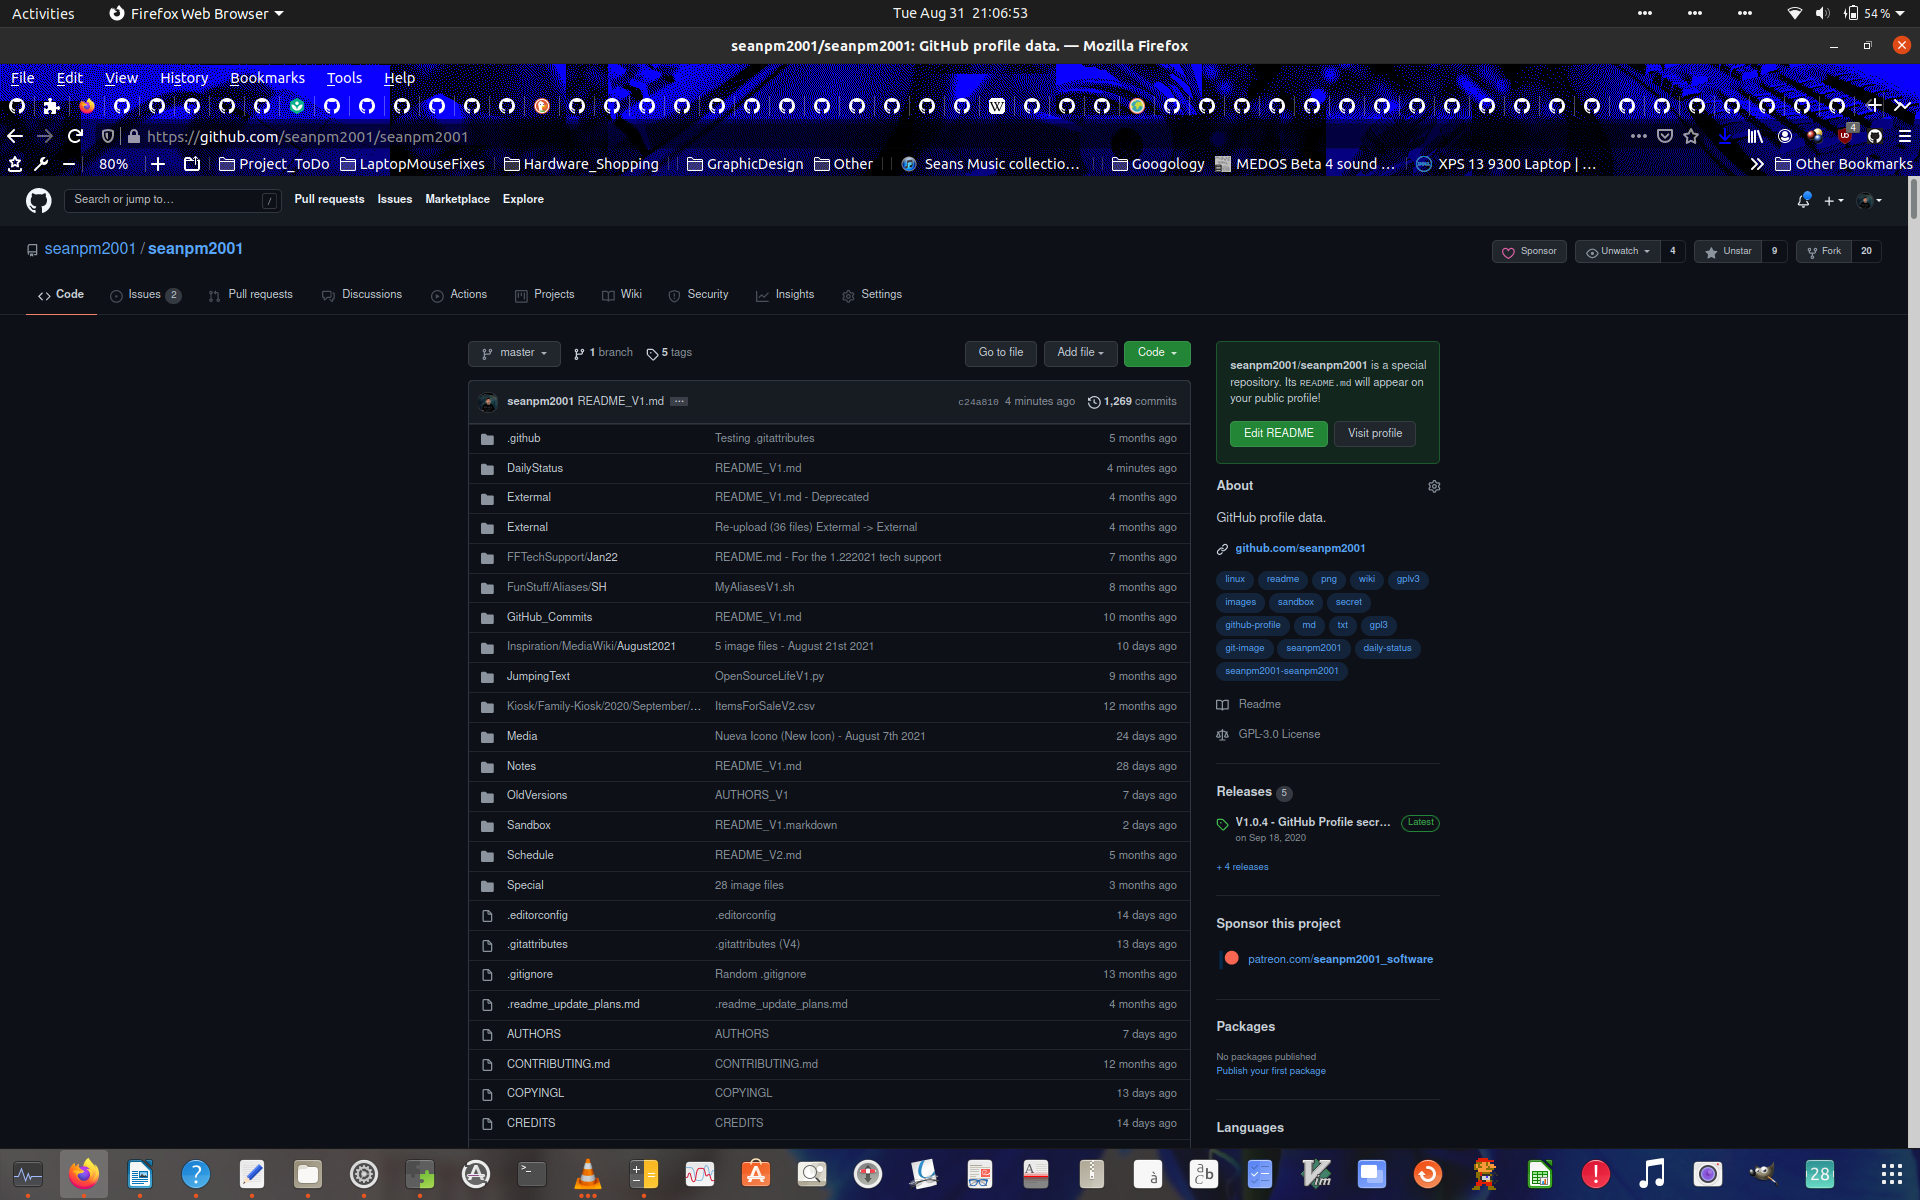 Activities Firefox Web Browser Tue Aug 31 21:06:53 54 %
seanpm2001/seanpm2001: GitHub profile data. — Mozilla Firefox
File Edit View History Bookmarks Tools Help
https://github.com/seanpm2001/seanpm2001 4
80% Project_ToDo LaptopMouseFixes Hardware_Shopping GraphicDesign Other Seans Music collectio… Googology MEDOS Beta 4 sound … XPS 13 9300 Laptop | … Other Bookmarks
Search or jump to… / Pull requests Issues Marketplace Explore
seanpm2001 / seanpm2001 Sponsor Unwatch 4 Unstar 9 Fork 20
Code Issues 2 Pull requests Discussions Actions Projects Wiki Security Insights Settings
master 1 branch 5 tags Go to file Add file Code
seanpm2001 README_V1.md ··· c24a810 4 minutes ago 1,269 commits
.github Testing .gitattributes 5 months ago
DailyStatus README_V1.md 4 minutes ago
Extermal README_V1.md - Deprecated 4 months ago
External Re-upload (36 files) Extermal -> External 4 months ago
FFTechSupport/Jan22 README.md - For the 1.222021 tech support 7 months ago
FunStuff/Aliases/SH MyAliasesV1.sh 8 months ago
GitHub_Commits README_V1.md 10 months ago
Inspiration/MediaWiki/August2021 5 image files - August 21st 2021 10 days ago
JumpingText OpenSourceLifeV1.py 9 months ago
Kiosk/Family-Kiosk/2020/September/… ItemsForSaleV2.csv 12 months ago
Media Nueva Icono (New Icon) - August 7th 2021 24 days ago
Notes README_V1.md 28 days ago
OldVersions AUTHORS_V1 7 days ago
Sandbox README_V1.markdown 2 days ago
Schedule README_V2.md 5 months ago
Special 28 image files 3 months ago
.editorconfig .editorconfig 14 days ago
.gitattributes .gitattributes (V4) 13 days ago
.gitignore Random .gitignore 13 months ago
.readme_update_plans.md .readme_update_plans.md 4 months ago
AUTHORS AUTHORS 7 days ago
CONTRIBUTING.md CONTRIBUTING.md 12 months ago
COPYINGL COPYINGL 13 days ago
CREDITS CREDITS 14 days ago
seanpm2001/seanpm2001 is a special
repository. Its README.md will appear on
your public profile!
Edit README Visit profile
About
GitHub profile data.
github.com/seanpm2001
linux readme png wiki gplv3
images sandbox secret
github-profile md txt gpl3
git-image seanpm2001 daily-status
seanpm2001-seanpm2001
Readme
GPL-3.0 License
Releases 5
V1.0.4 - GitHub Profile secr… Latest
on Sep 18, 2020
+ 4 releases
Sponsor this project
patreon.com/seanpm2001_software
Packages
No packages published
Publish your first package
Languages
28